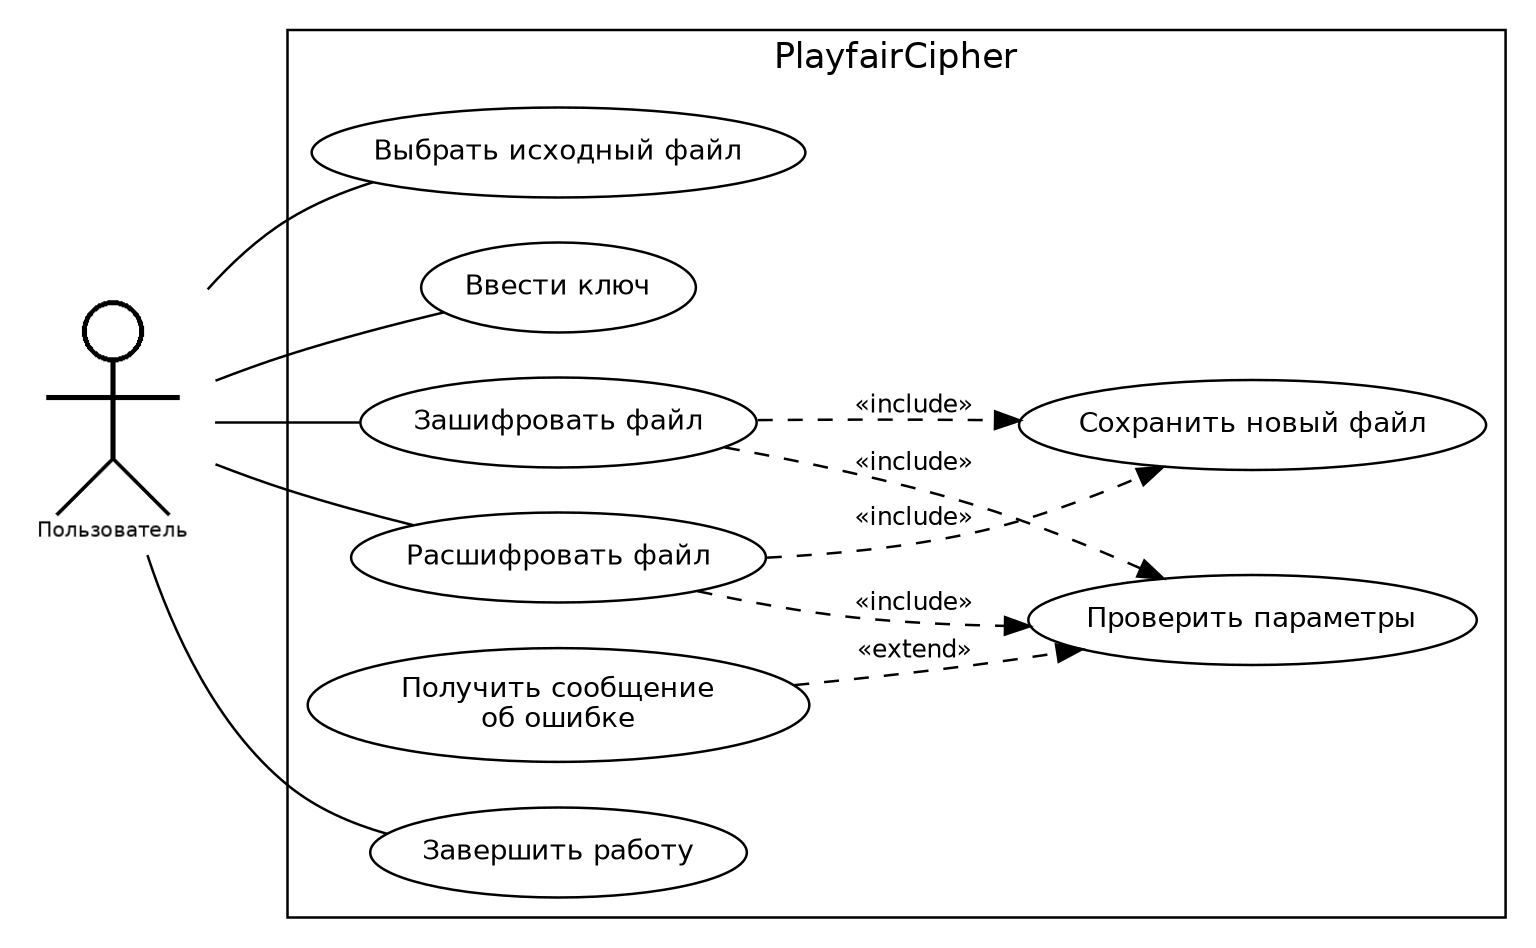 PlayfairCipher
Выбрать исходный файл
Ввести ключ
Зашифровать файл
«include»
Сохранить новый файл
«include»
«include»
Пользователь
Расшифровать файл
«include»
Проверить параметры
«extend»
Получить сообщение
об ошибке
Завершить работу